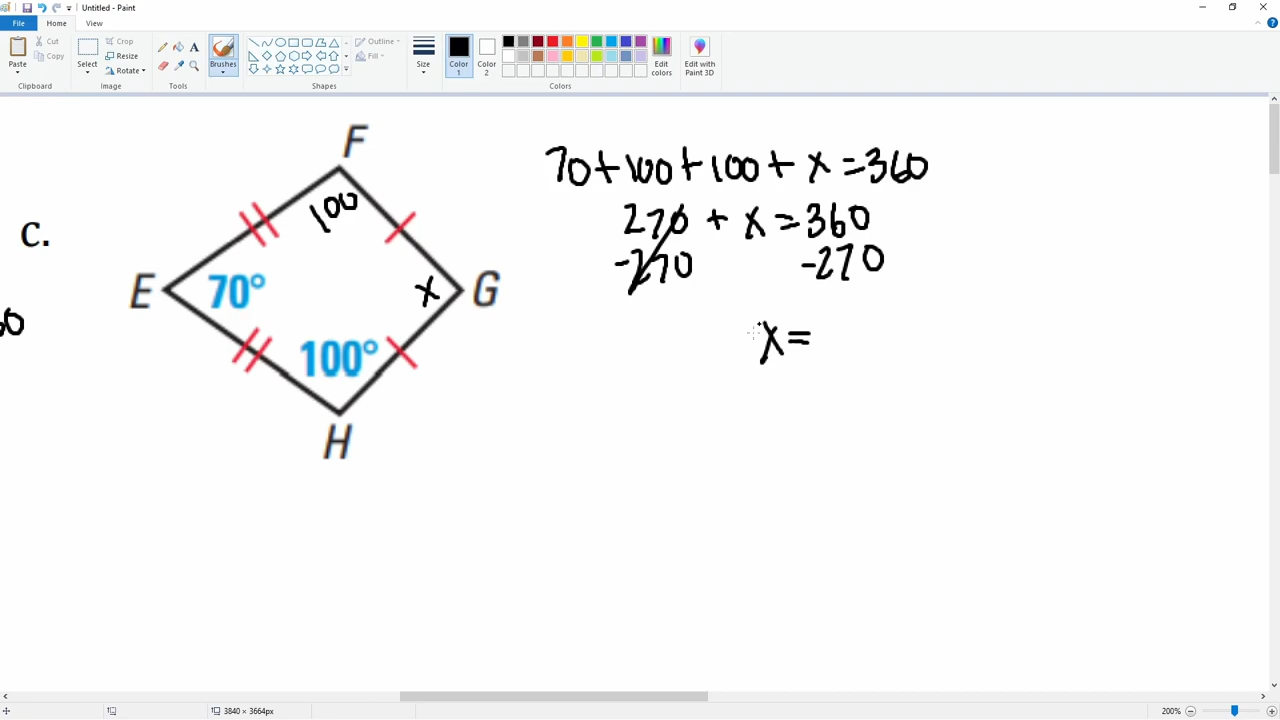 Untitled - Paint
File Home View
Paste
Cut
Copy
Clipboard
Select
Crop
Resize
Rotate
Image
A
Tools
Brushes
Outline
Fill
Shapes
Size
Color 1
Color 2
Edit colors
Edit with Paint 3D
Colors
F
C.
100
E 70° x G
100°
H
70+100+100+x=360
270 + x = 360
-270 -270
x=
3840 × 3664px
200%